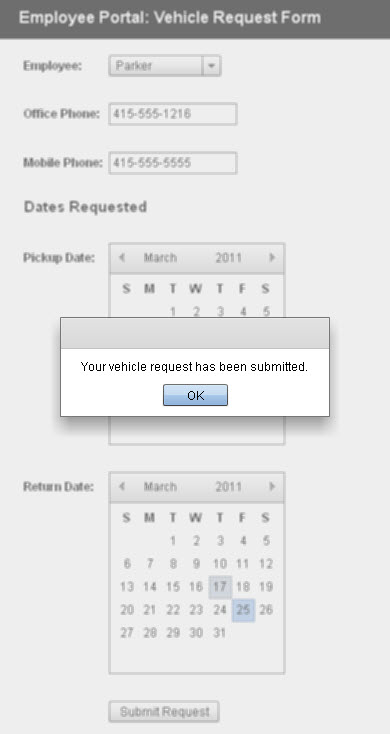 Employee Portal: Vehicle Request Form
Employee: Parker
Office Phone: 415-555-1216
Mobile Phone: 415-555-5555
Dates Requested
Pickup Date: March 2011
S M T W T F S
1 2 3 4 5
Your vehicle request has been submitted.
OK
Return Date: March 2011
S M T W T F S
1 2 3 4 5
6 7 8 9 10 11 12
13 14 15 16 17 18 19
20 21 22 23 24 25 26
27 28 29 30 31
Submit Request